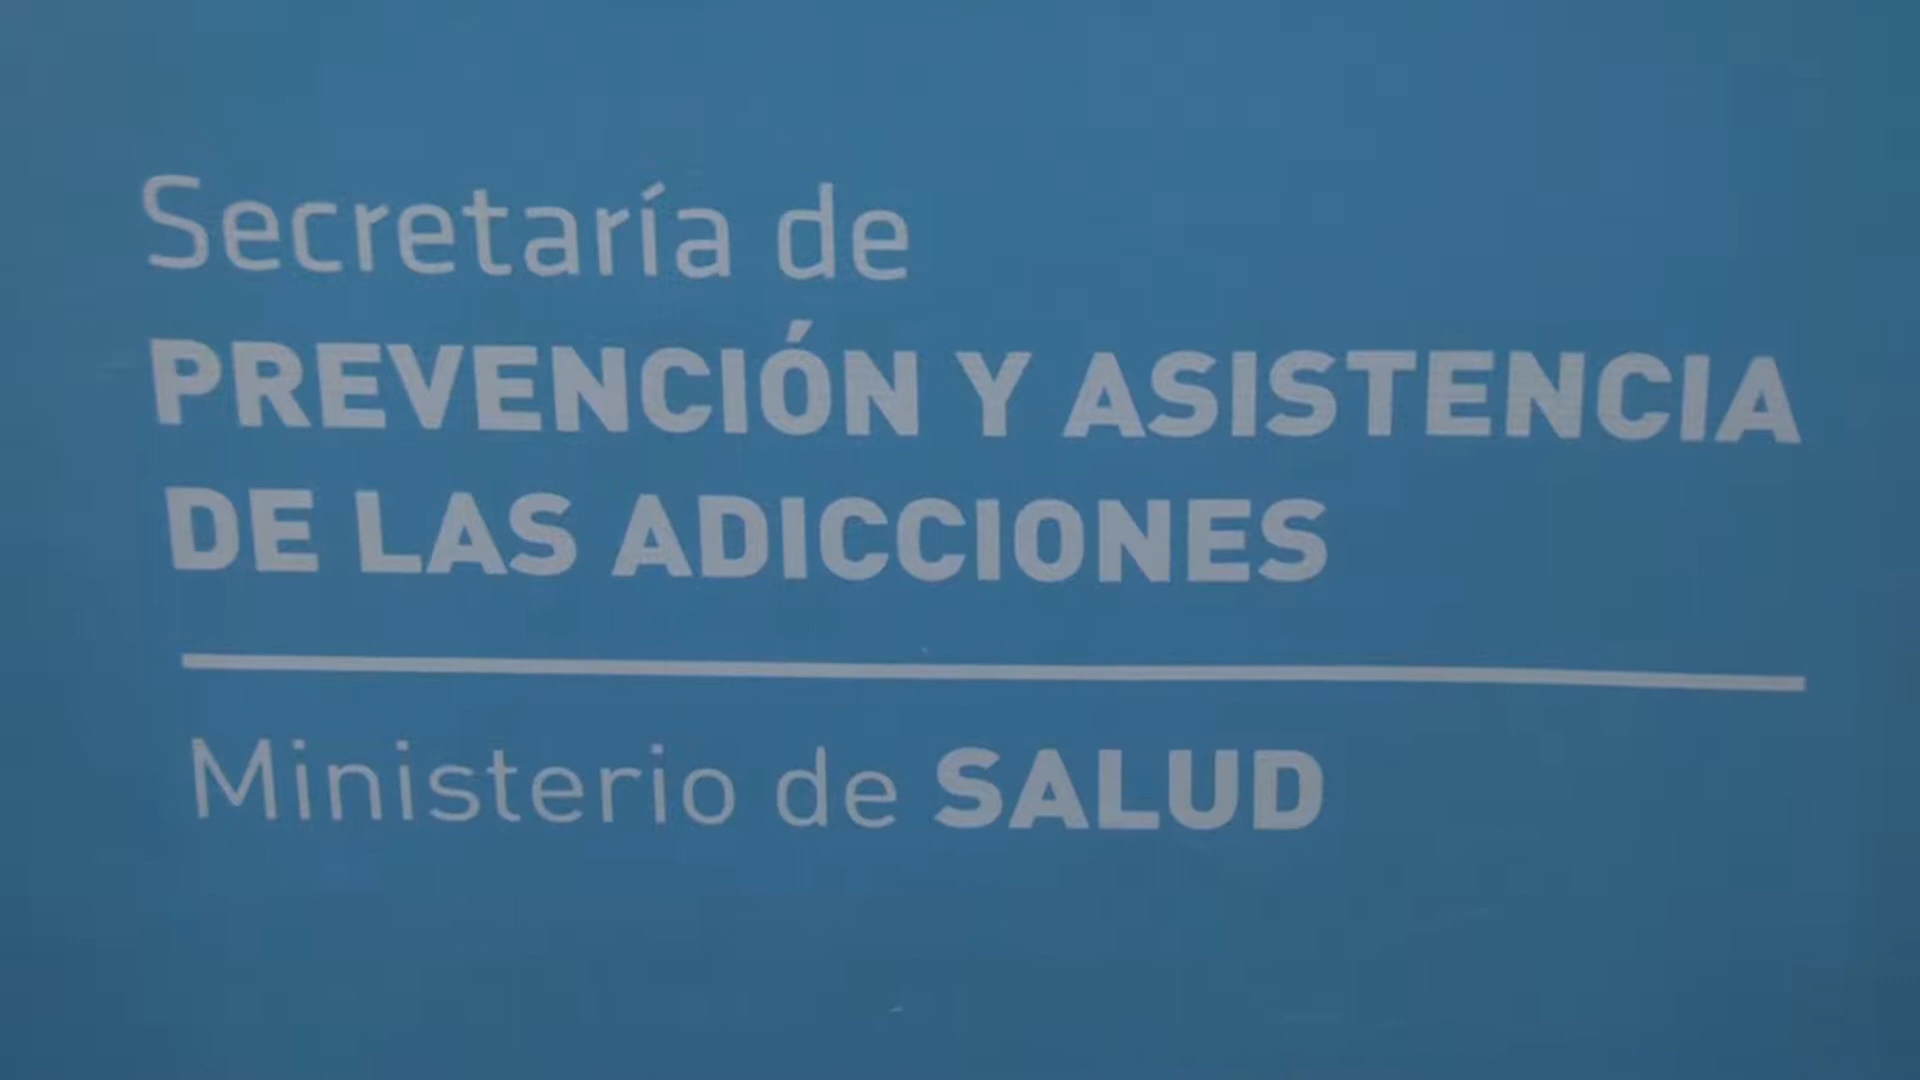 Secretaría de
PREVENCIÓN Y ASISTENCIA
DE LAS ADICCIONES
Ministerio de SALUD